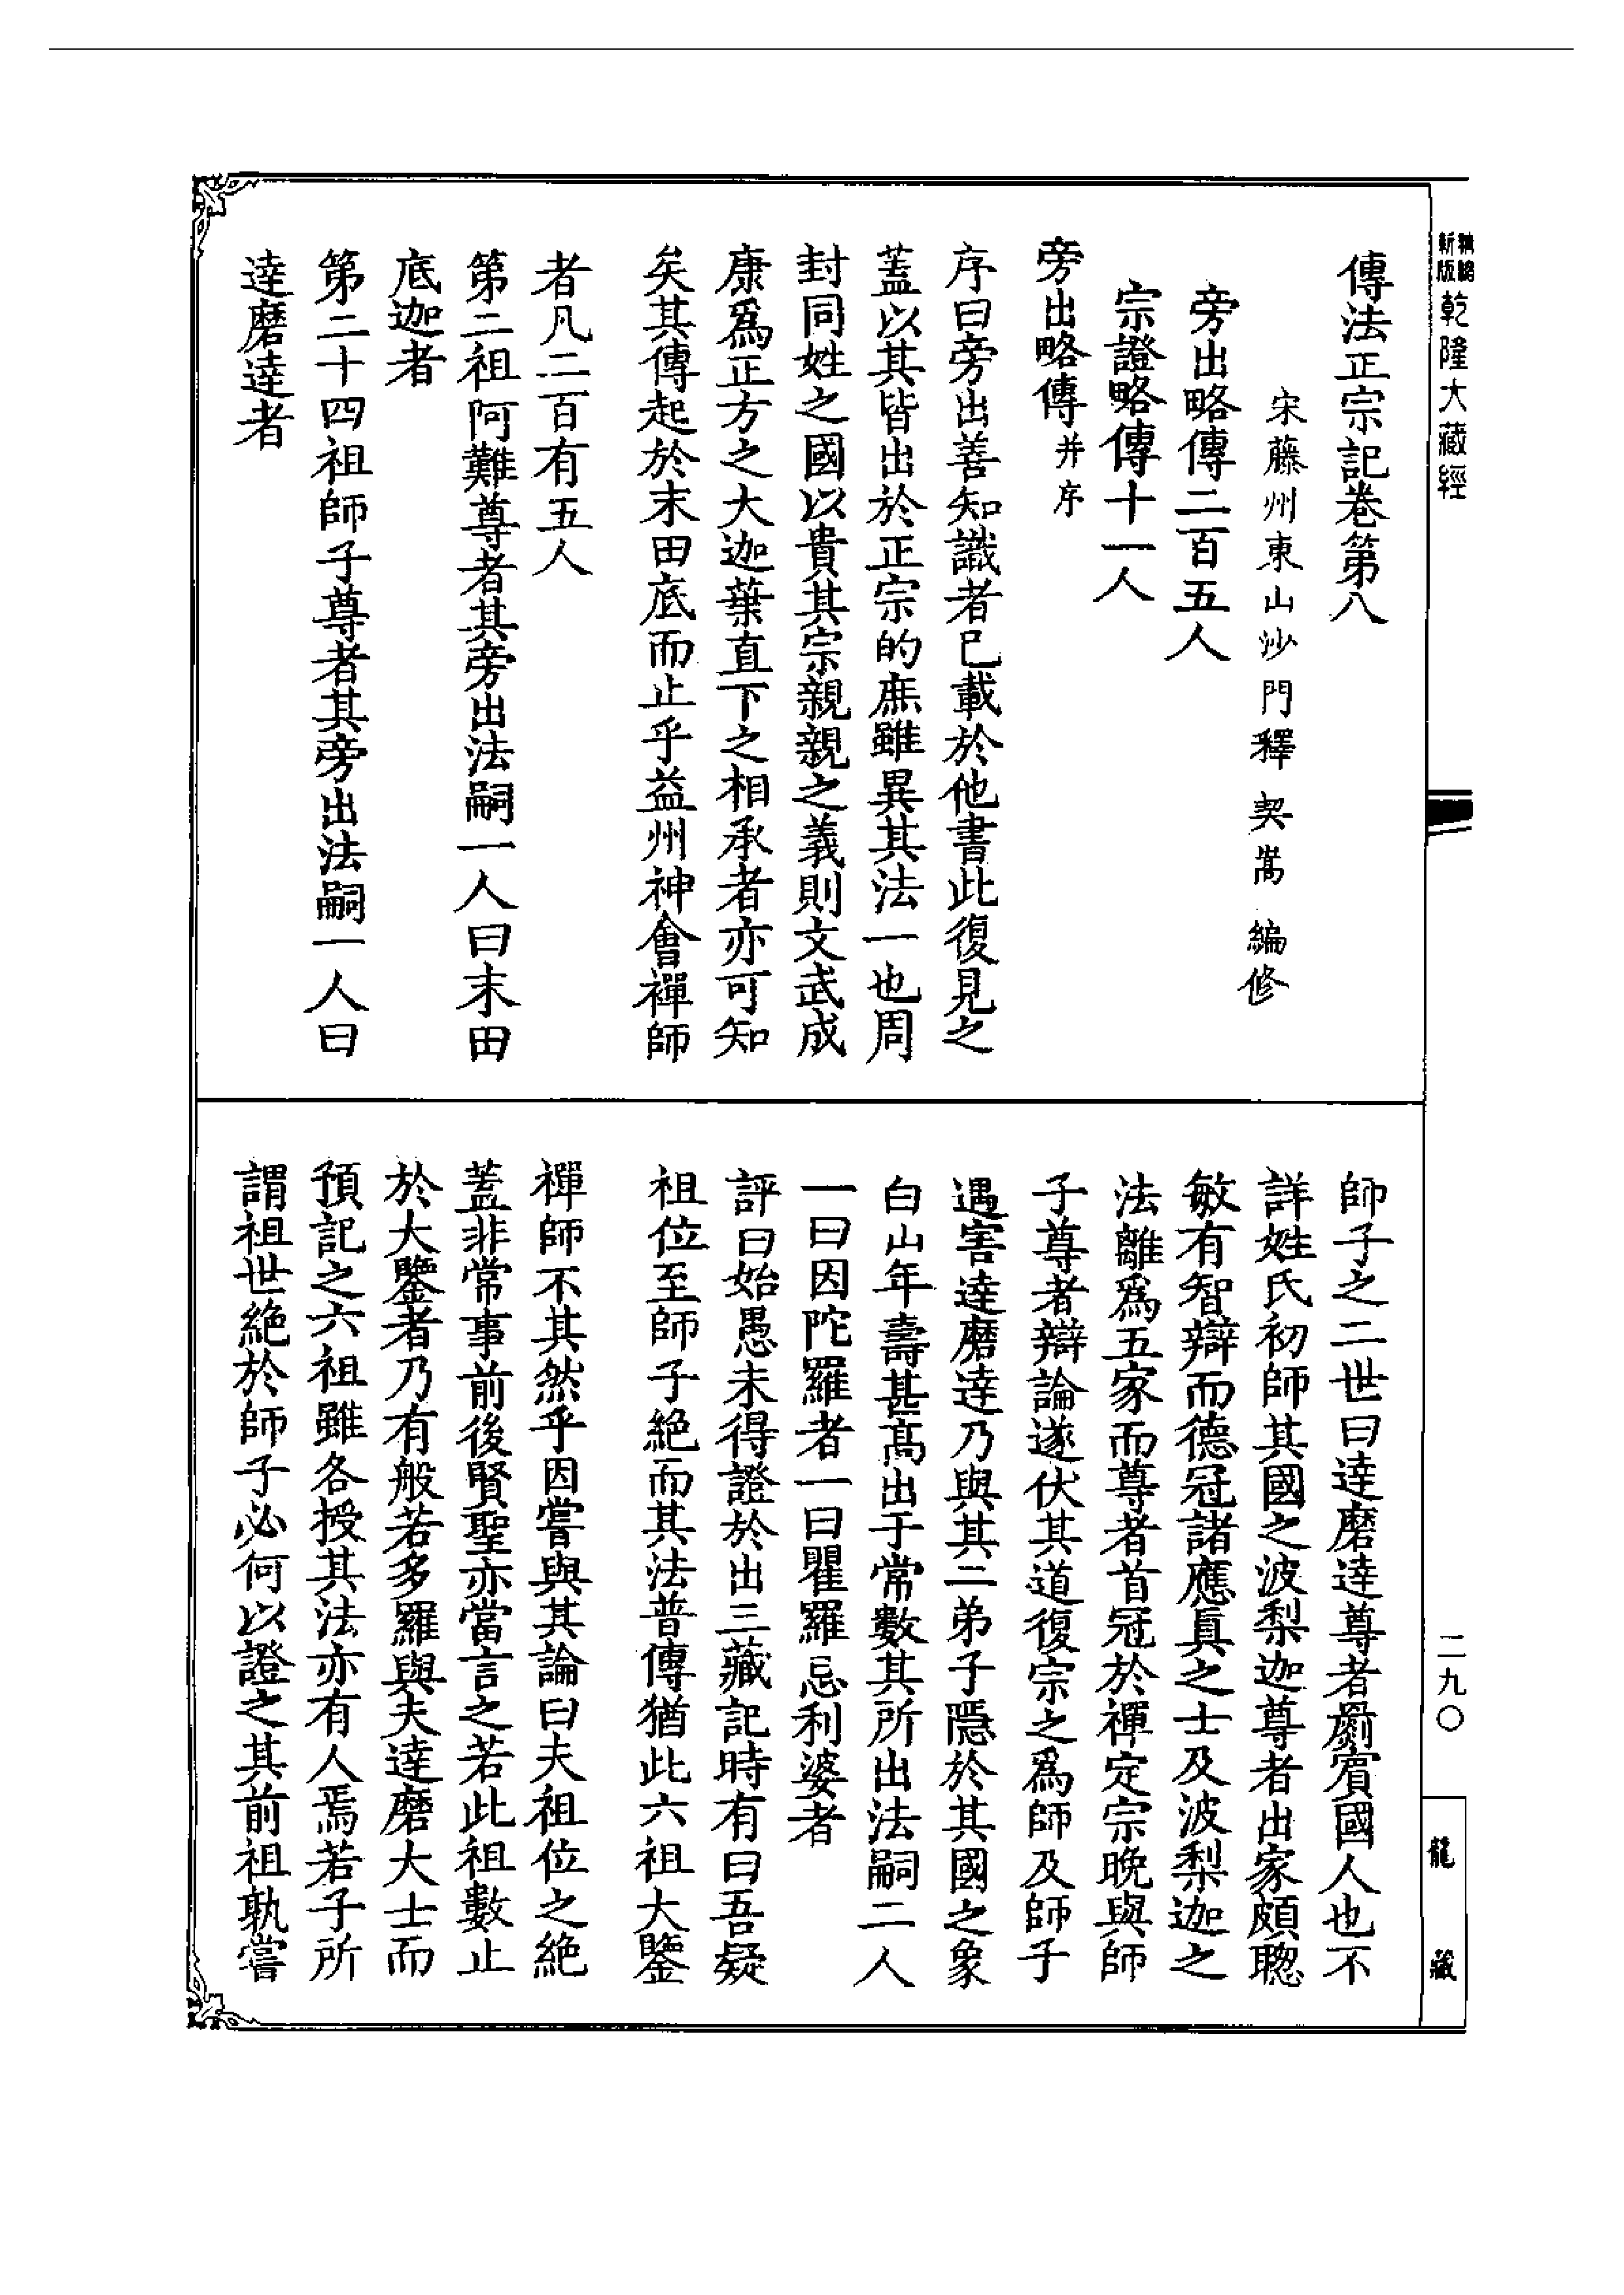 新版精縮乾隆大藏經
傳法正宗記卷第八
宋藤州東山沙門釋契嵩編修
旁出略傳二百五人
宗證略傳十一人
旁出略傳并序
序曰旁出善知識者已載於他書此復見之
蓋以其皆出於正宗的庶雖異其法一也周
封同姓之國以貴其宗親親之義則文武成
康爲正方之大迦葉直下之相承者亦可知
矣其傳起於末田底而止乎益州神會禪師
者凡二百有五人
第二祖阿難尊者其旁出法嗣一人曰末田
底迦者
第二十四祖師子尊者其旁出法嗣一人曰
達磨達者
師子之二世曰達磨達尊者罽賓國人也不
詳姓氏初師其國之波梨迦尊者出家頗聰
敏有智辯而德冠諸應眞之士及波梨迦之
法離爲五家而尊者首冠於禪定宗晚與師
子尊者辯論遂伏其道復宗之爲師及師子
遇害達磨達乃與其二弟子隱於其國之象
白山年壽甚高出于常數其所出法嗣二人
一曰因陀羅者一曰瞿羅忌利婆者
評曰始愚未得證於出三藏記時有曰吾疑
祖位至師子絕而其法普傳猶此六祖大鑒
禪師不其然乎因嘗與其論曰夫祖位之絕
蓋非常事前後賢聖亦當言之若此祖數止
於大鑒者乃有般若多羅與夫達磨大士而
預記之六祖雖各授其法亦有人焉若子所
謂祖世絕於師子必何以證之其前祖孰嘗
二九〇
龍藏